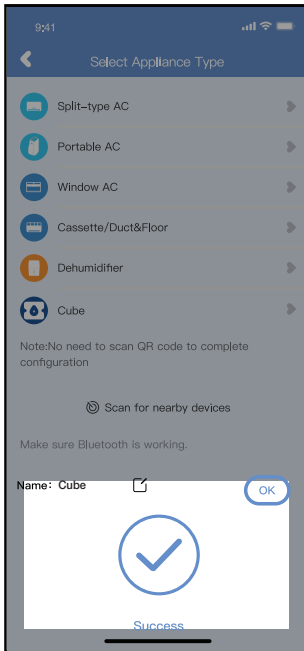 9:41
Select Appliance Type
Split-type AC
Portable AC
Window AC
Cassette/Duct&Floor
Dehumidifier
Cube
Note:No need to scan QR code to complete
configuration
Scan for nearby devices
Make sure Bluetooth is working.
Name: Cube
OK
Success